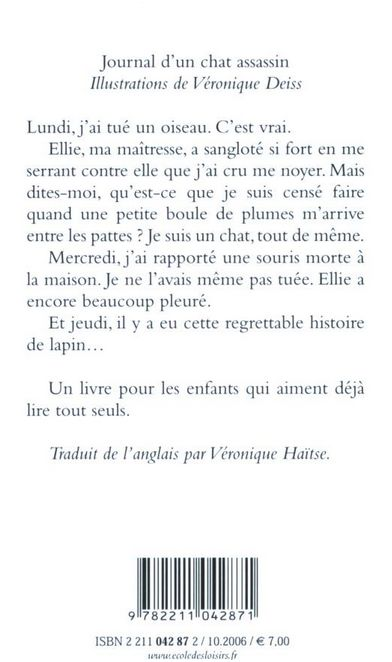 Journal d'un chat assassin
Illustrations de Véronique Deiss
Lundi, j'ai tué un oiseau. C'est vrai.
Ellie, ma maîtresse, a sangloté si fort en me
serrant contre elle que j'ai cru me noyer. Mais
dites-moi, qu'est-ce que je suis censé faire
quand une petite boule de plumes m'arrive
entre les pattes ? Je suis un chat, tout de même.
Mercredi, j'ai rapporté une souris morte à
la maison. Je ne l'avais même pas tuée. Ellie a
encore beaucoup pleuré.
Et jeudi, il y a eu cette regrettable histoire
de lapin…
Un livre pour les enfants qui aiment déjà
lire tout seuls.
Traduit de l'anglais par Véronique Haïtse.
9 782211 042871
ISBN 2 211 042 87 2 / 10.2006 / € 7,00
www.ecoledesloisirs.fr